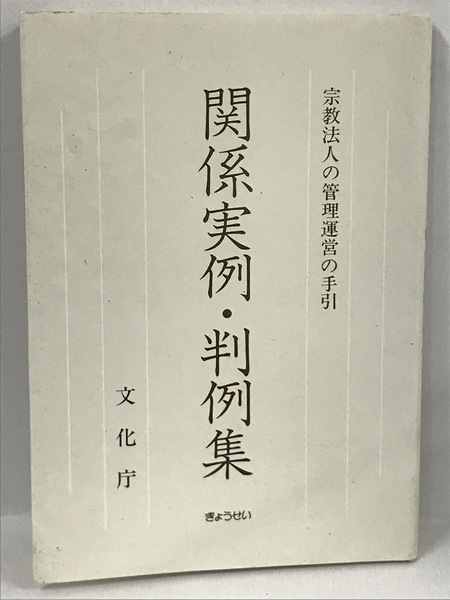 宗教法人の管理運営の手引
関係実例・判例集
文化庁
ぎょうせい